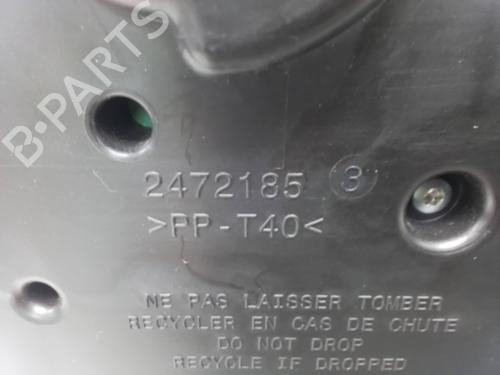 B-PARTS
2472185 3
>PP-T40<
NE PAS LAISSER TOMBER
RECYCLER EN CAS DE CHUTE
DO NOT DROP
RECYCLE IF DROPPED